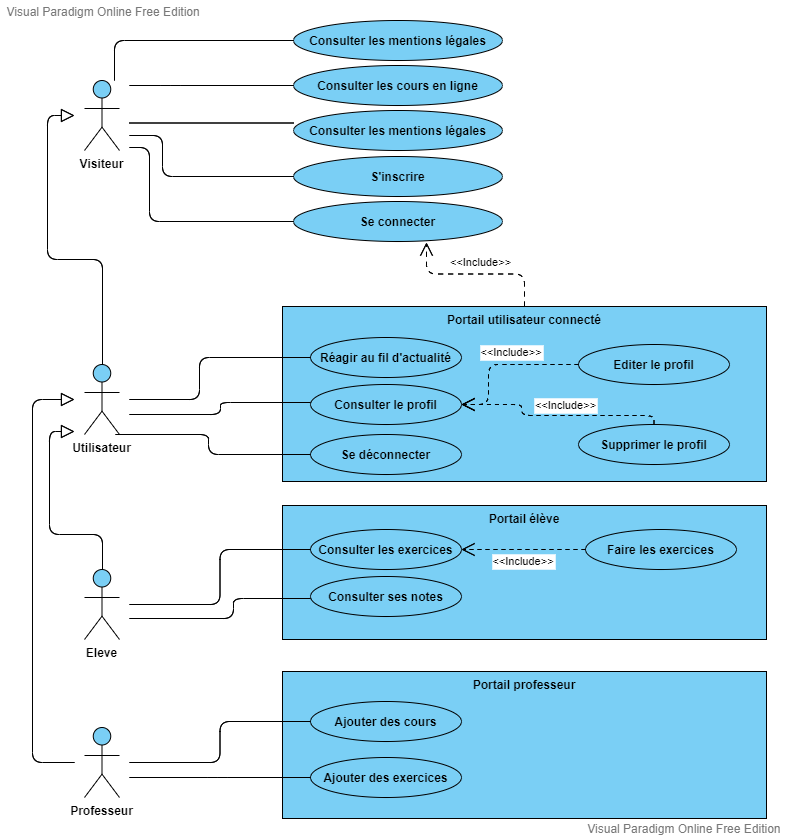 Visual Paradigm Online Free Edition
Consulter les mentions légales
Consulter les cours en ligne
Consulter les mentions légales
Visiteur
S'inscrire
Se connecter
<<Include>>
Portail utilisateur connecté
Réagir au fil d'actualité
<<Include>>
Editer le profil
Consulter le profil
<<Include>>
Utilisateur
Supprimer le profil
Se déconnecter
Portail élève
Consulter les exercices
Faire les exercices
<<Include>>
Consulter ses notes
Eleve
Portail professeur
Ajouter des cours
Ajouter des exercices
Professeur
Visual Paradigm Online Free Edition